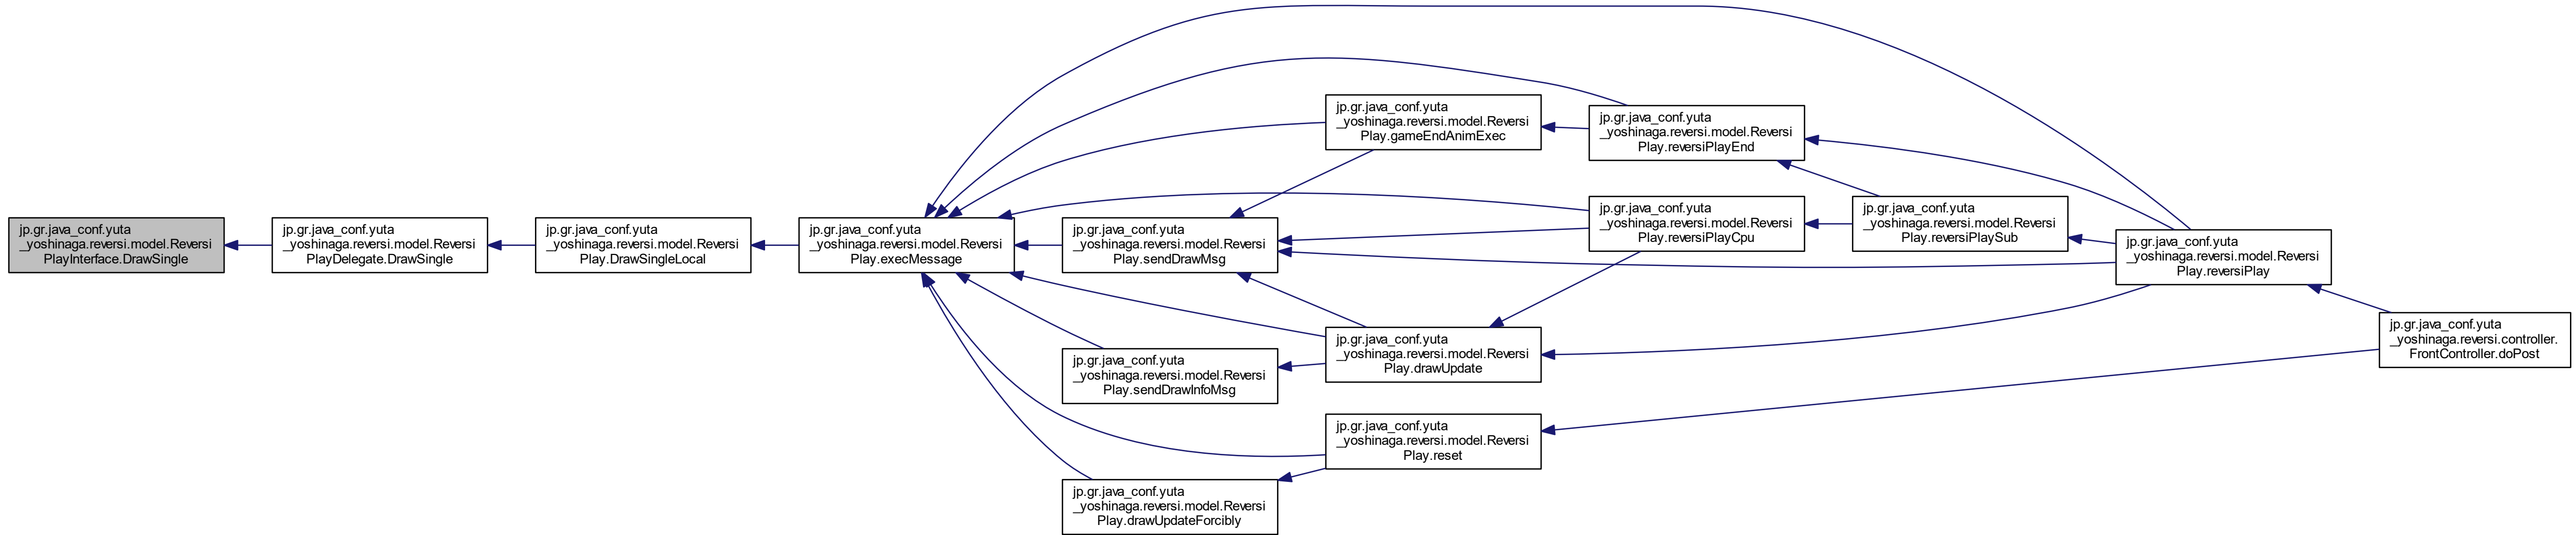 jp.gr.java_conf.yuta
_yoshinaga.reversi.model.Reversi
PlayInterface.DrawSingle
jp.gr.java_conf.yuta
_yoshinaga.reversi.model.Reversi
PlayDelegate.DrawSingle
jp.gr.java_conf.yuta
_yoshinaga.reversi.model.Reversi
Play.DrawSingleLocal
jp.gr.java_conf.yuta
_yoshinaga.reversi.model.Reversi
Play.execMessage
jp.gr.java_conf.yuta
_yoshinaga.reversi.model.Reversi
Play.sendDrawMsg
jp.gr.java_conf.yuta
_yoshinaga.reversi.model.Reversi
Play.sendDrawInfoMsg
jp.gr.java_conf.yuta
_yoshinaga.reversi.model.Reversi
Play.drawUpdateForcibly
jp.gr.java_conf.yuta
_yoshinaga.reversi.model.Reversi
Play.gameEndAnimExec
jp.gr.java_conf.yuta
_yoshinaga.reversi.model.Reversi
Play.drawUpdate
jp.gr.java_conf.yuta
_yoshinaga.reversi.model.Reversi
Play.reset
jp.gr.java_conf.yuta
_yoshinaga.reversi.model.Reversi
Play.reversiPlayEnd
jp.gr.java_conf.yuta
_yoshinaga.reversi.model.Reversi
Play.reversiPlayCpu
jp.gr.java_conf.yuta
_yoshinaga.reversi.model.Reversi
Play.reversiPlaySub
jp.gr.java_conf.yuta
_yoshinaga.reversi.model.Reversi
Play.reversiPlay
jp.gr.java_conf.yuta
_yoshinaga.reversi.controller.
FrontController.doPost